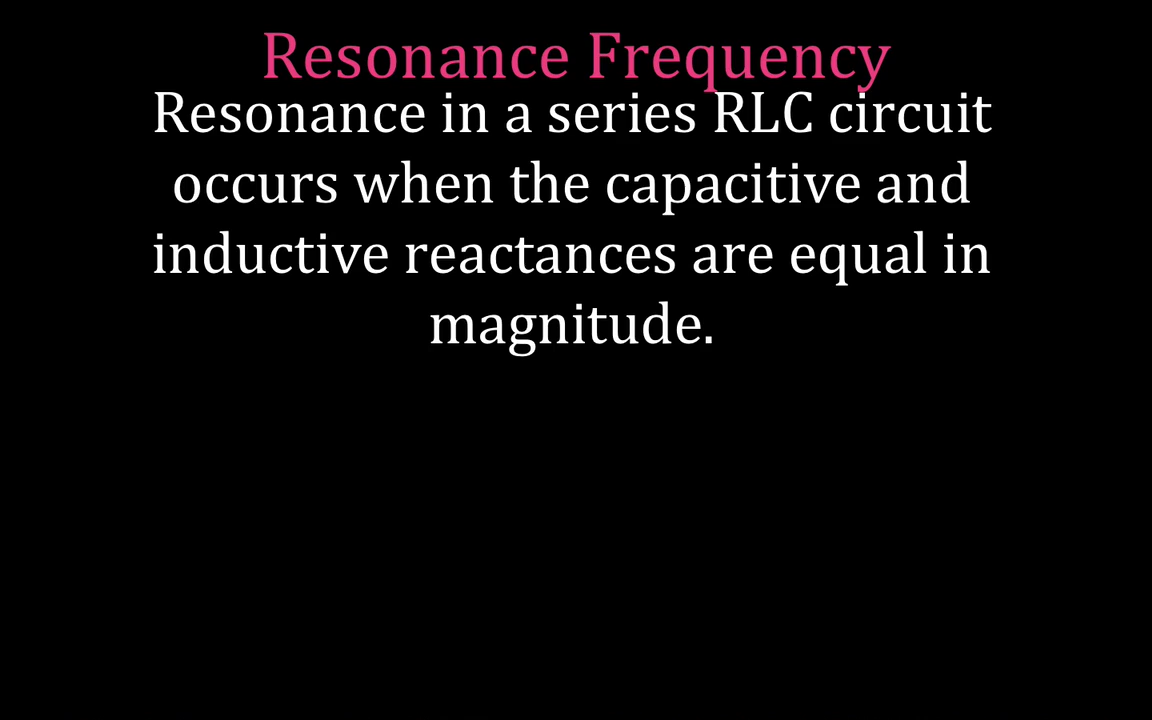 Resonance Frequency
Resonance in a series RLC circuit
occurs when the capacitive and
inductive reactances are equal in
magnitude.